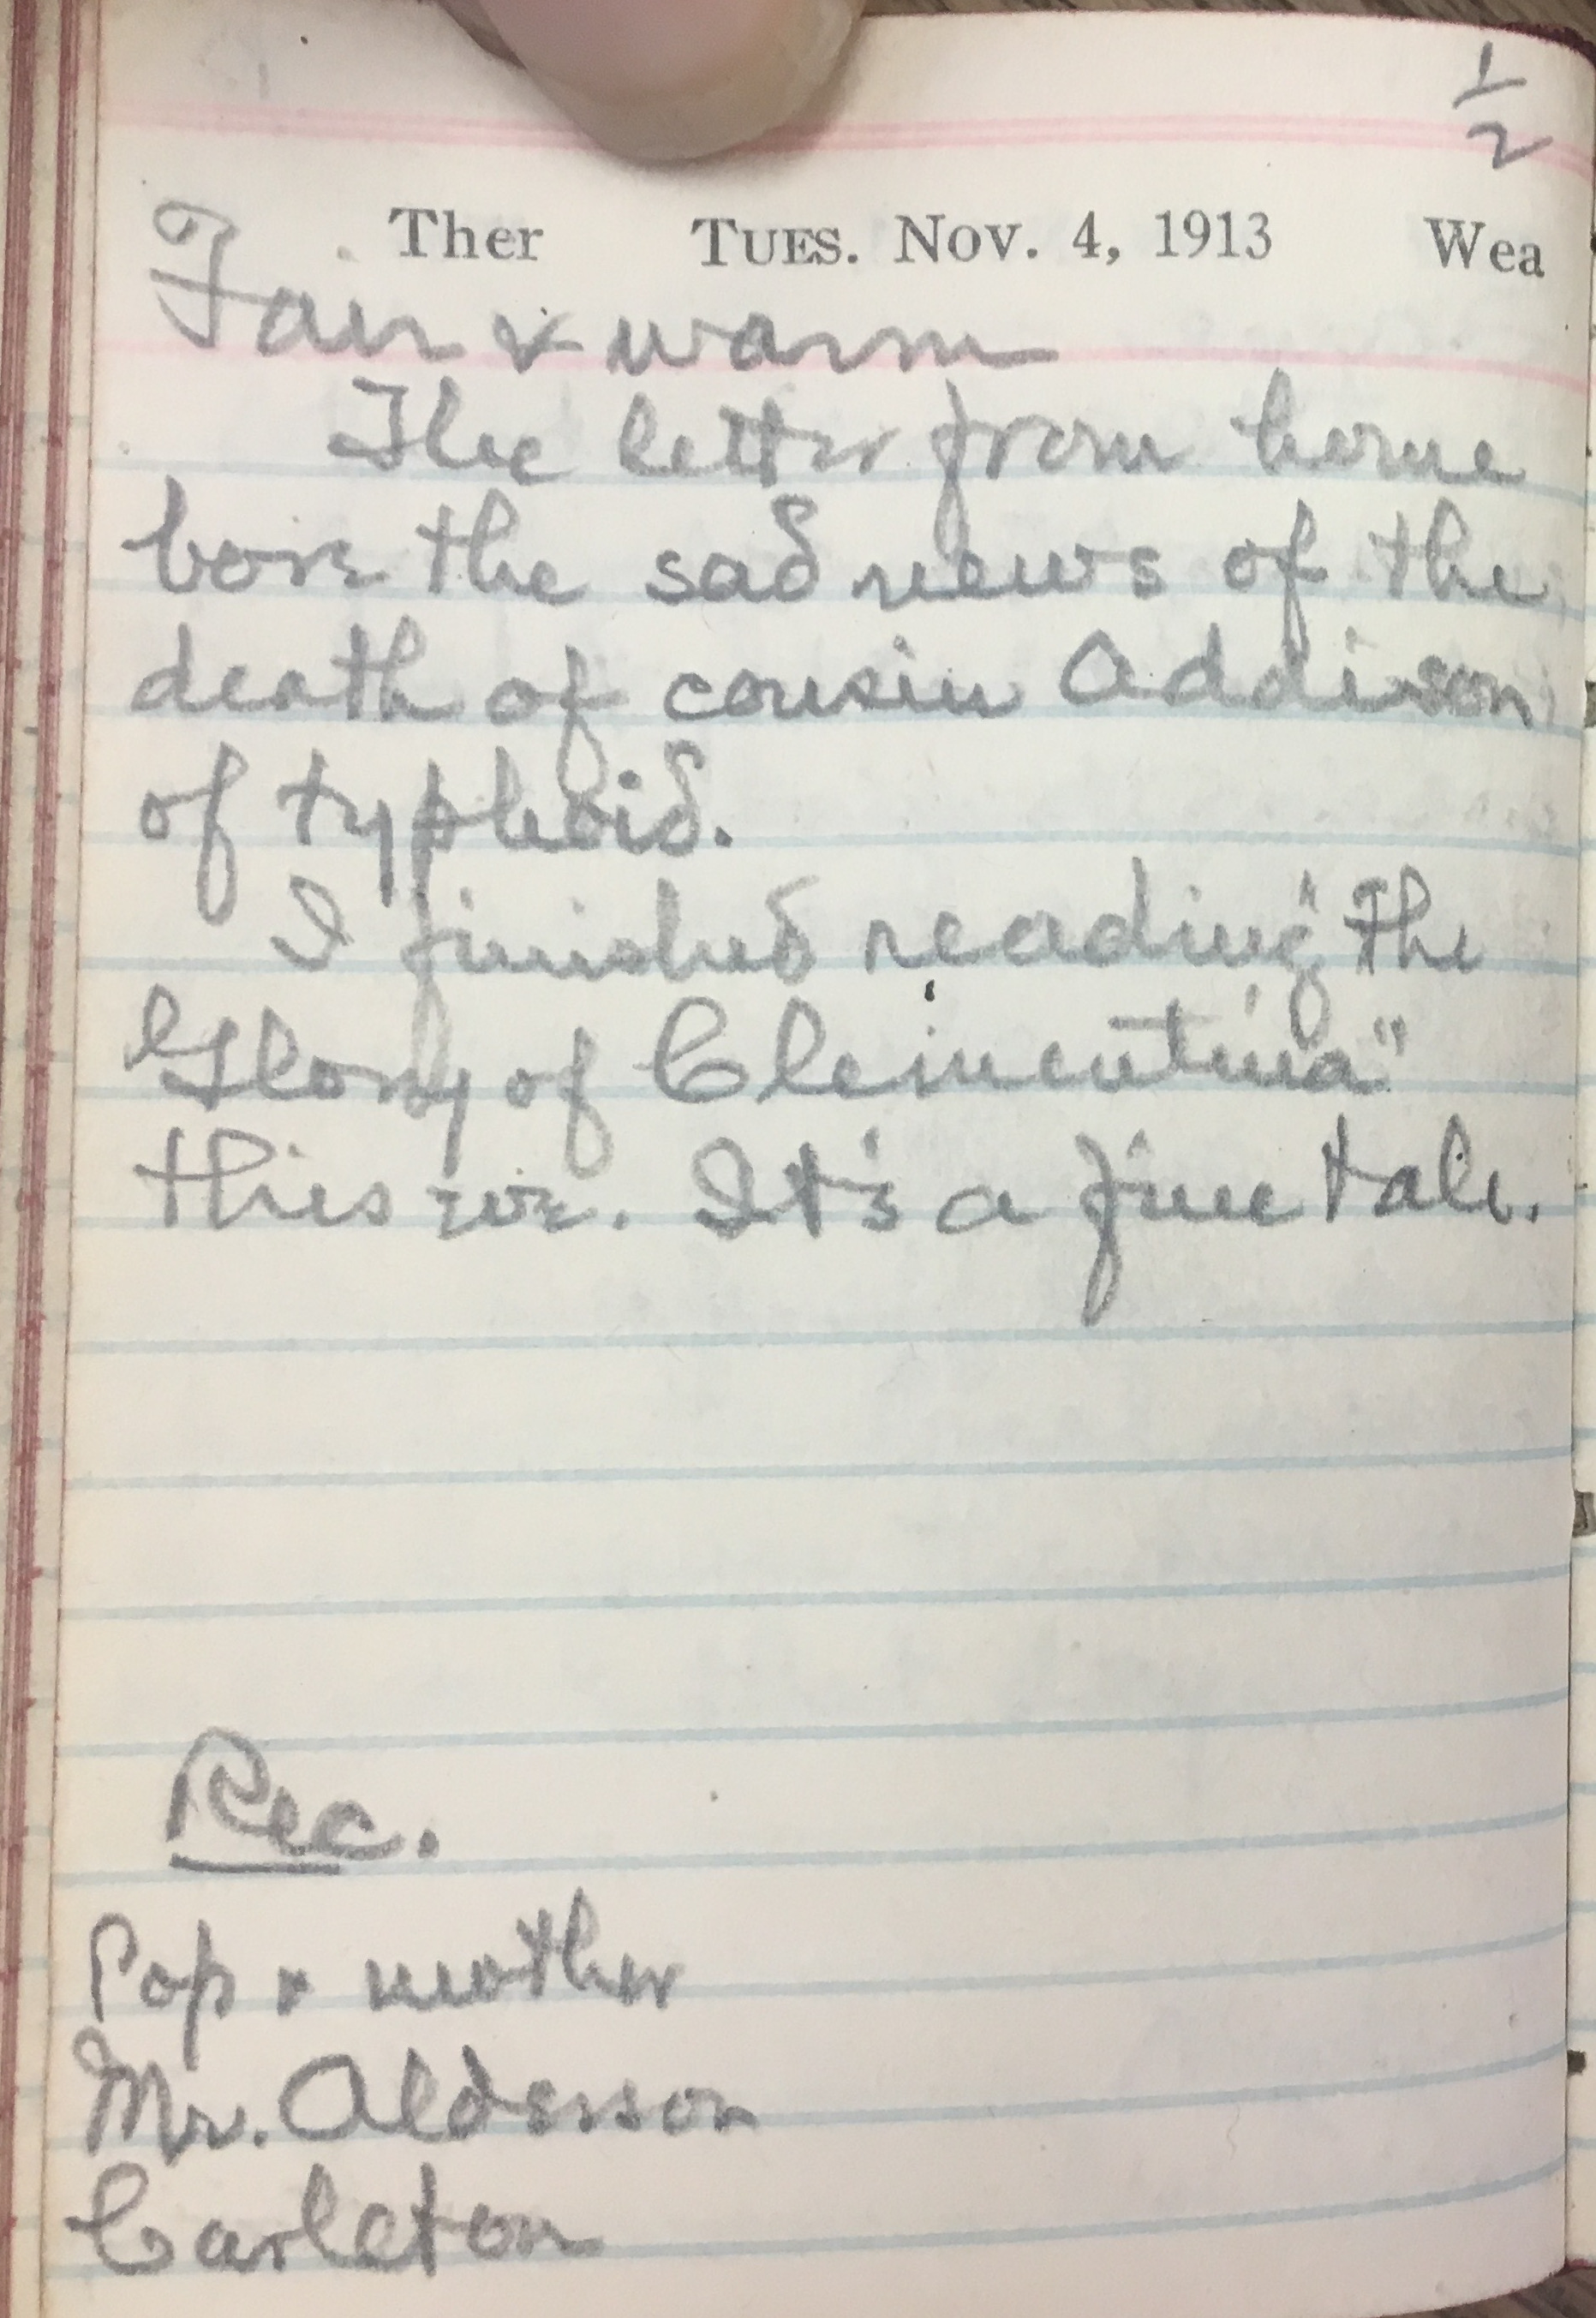 1/2
Ther TUES. Nov. 4, 1913 Wea
Fair & warm
The letter from home
bore the sad news of the
death of cousin Addison
of typhoid.
I finished reading "The
Glory of Clementina"
this eve. It's a fine tale.
Rec.
Pop & mother
Mr. Alderson
Carleton